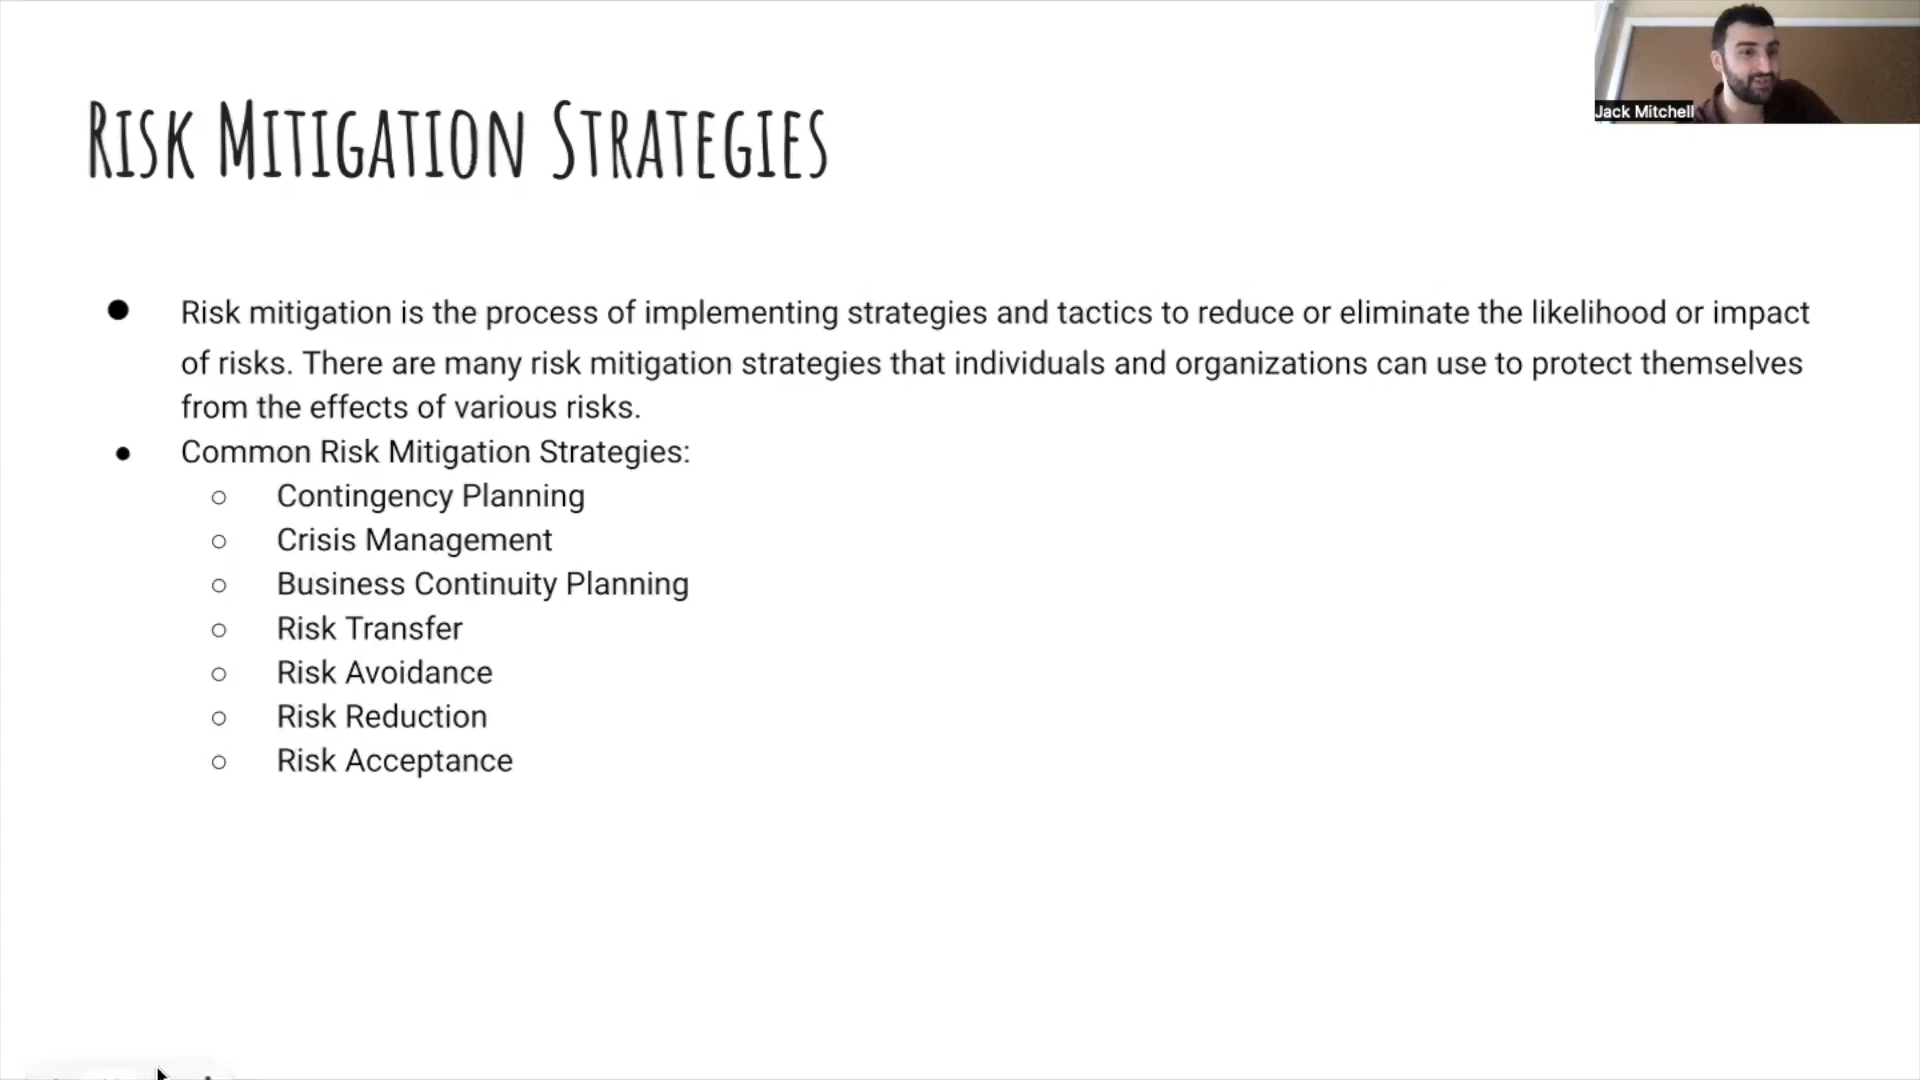 Jack Mitchell
Risk Mitigation Strategies
● Risk mitigation is the process of implementing strategies and tactics to reduce or eliminate the likelihood or impact
of risks. There are many risk mitigation strategies that individuals and organizations can use to protect themselves
from the effects of various risks.
● Common Risk Mitigation Strategies:
○ Contingency Planning
○ Crisis Management
○ Business Continuity Planning
○ Risk Transfer
○ Risk Avoidance
○ Risk Reduction
○ Risk Acceptance